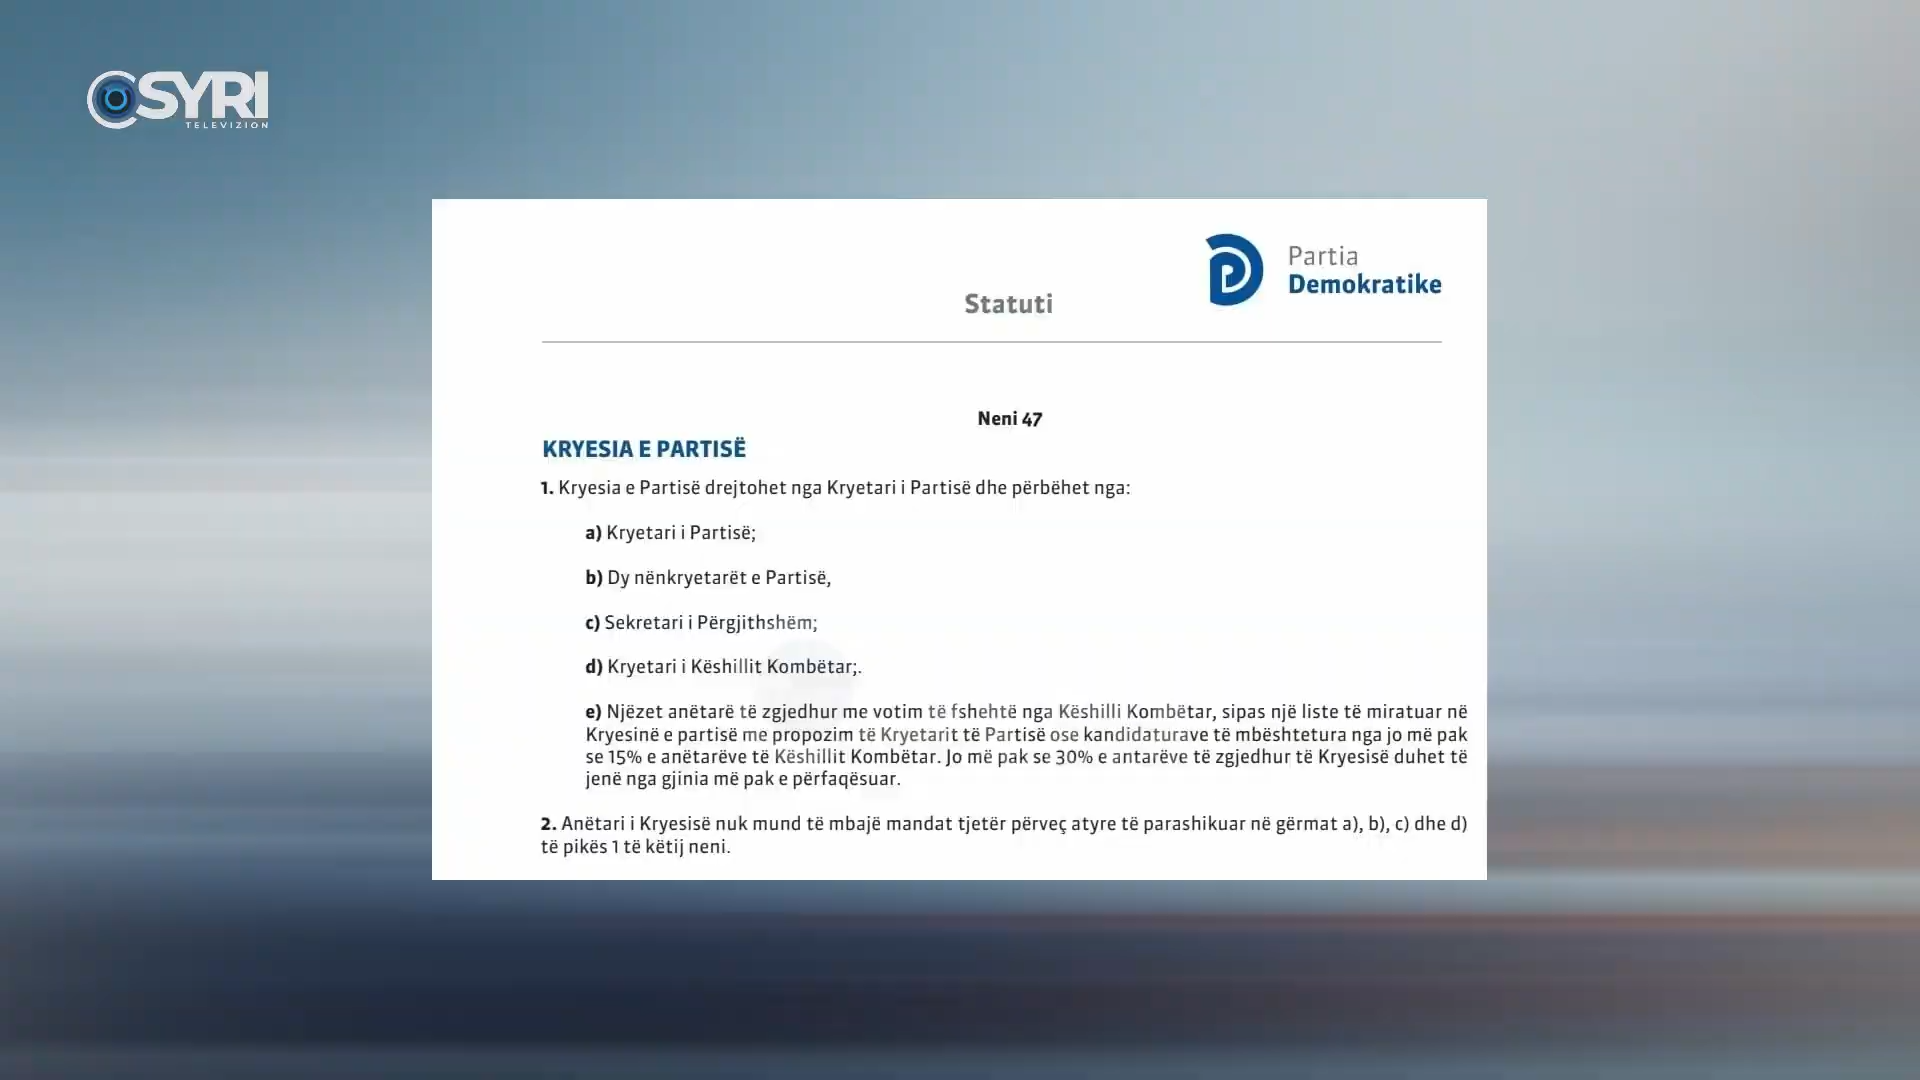 SYRI
TELEVIZION
Partia
Demokratike
Statuti
Neni 47
KRYESIA E PARTISË
1. Kryesia e Partisë drejtohet nga Kryetari i Partisë dhe përbëhet nga:
a) Kryetari i Partisë;
b) Dy nënkryetarët e Partisë,
c) Sekretari i Përgjithshëm;
d) Kryetari i Këshillit Kombëtar;.
e) Njëzet anëtarë të zgjedhur me votim të fshehtë nga Këshilli Kombëtar, sipas një liste të miratuar në
Kryesinë e partisë me propozim të Kryetarit të Partisë ose kandidaturave të mbështetura nga jo më pak
se 15% e anëtarëve të Këshillit Kombëtar. Jo më pak se 30% e antarëve të zgjedhur të Kryesisë duhet të
jenë nga gjinia më pak e përfaqësuar.
2. Anëtari i Kryesisë nuk mund të mbajë mandat tjetër përveç atyre të parashikuar në gërmat a), b), c) dhe d)
të pikës 1 të këtij neni.